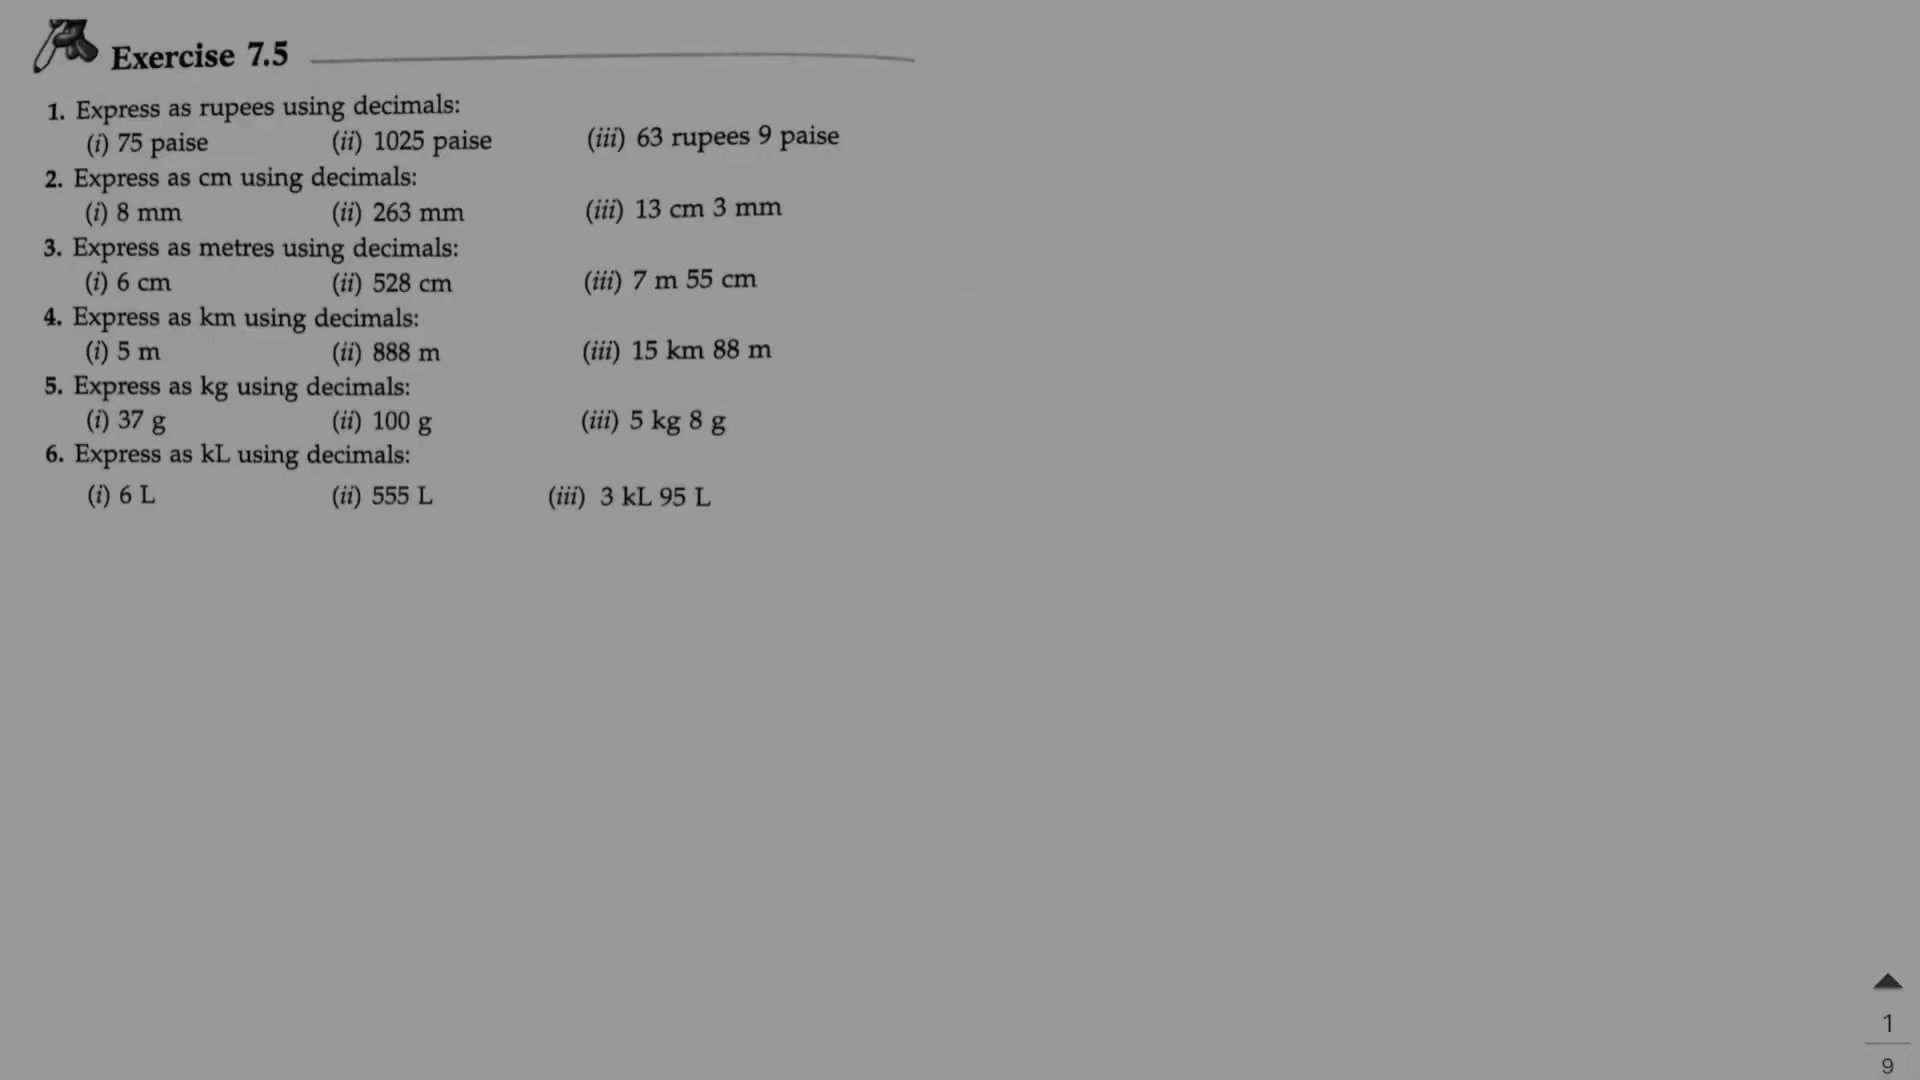 Exercise 7.5
1. Express as rupees using decimals:
(i) 75 paise (ii) 1025 paise (iii) 63 rupees 9 paise
2. Express as cm using decimals:
(i) 8 mm (ii) 263 mm (iii) 13 cm 3 mm
3. Express as metres using decimals:
(i) 6 cm (ii) 528 cm (iii) 7 m 55 cm
4. Express as km using decimals:
(i) 5 m (ii) 888 m (iii) 15 km 88 m
5. Express as kg using decimals:
(i) 37 g (ii) 100 g (iii) 5 kg 8 g
6. Express as kL using decimals:
(i) 6 L (ii) 555 L (iii) 3 kL 95 L
1
9